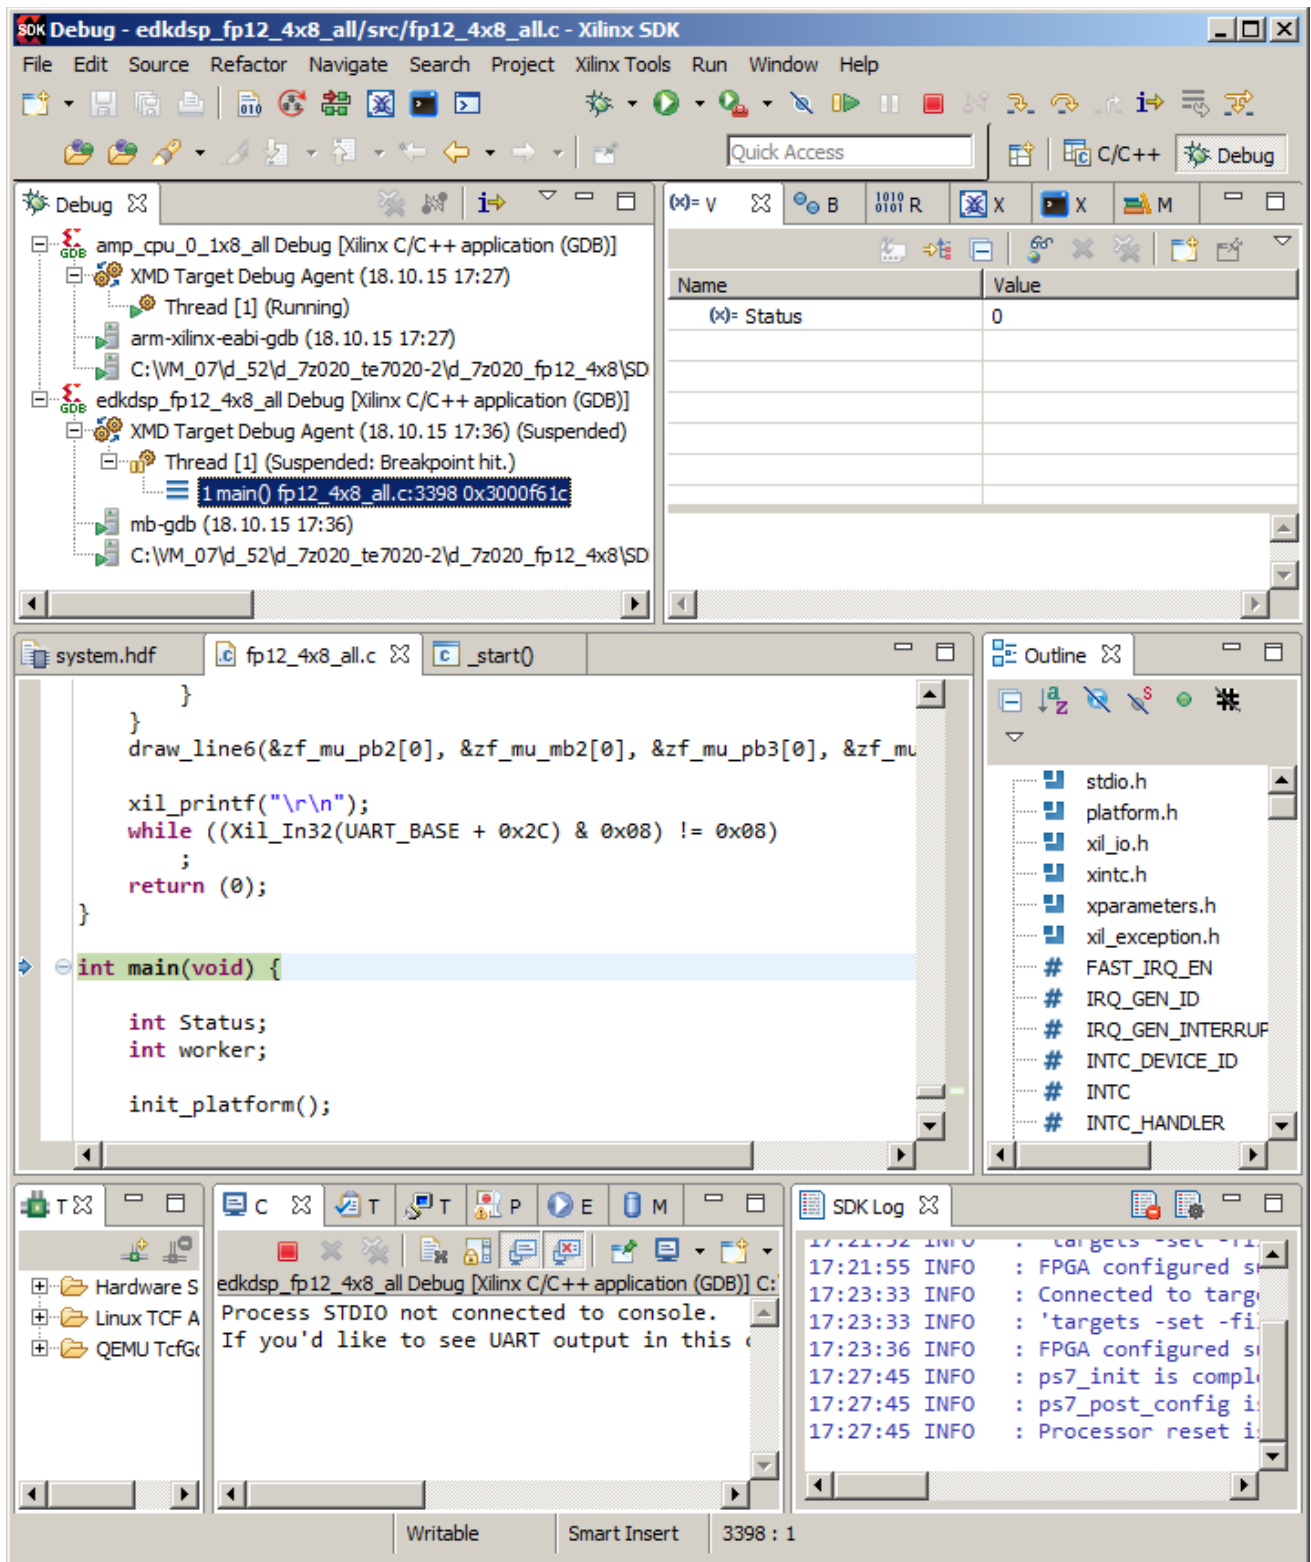 SDK Debug - edkdsp_fp12_4x8_all/src/fp12_4x8_all.c - Xilinx SDK
File Edit Source Refactor Navigate Search Project Xilinx Tools Run Window Help
Quick Access
C/C++
Debug
Debug
amp_cpu_0_1x8_all Debug [Xilinx C/C++ application (GDB)]
XMD Target Debug Agent (18.10.15 17:27)
Thread [1] (Running)
arm-xilinx-eabi-gdb (18.10.15 17:27)
C:\VM_07\d_52\d_7z020_te7020-2\d_7z020_fp12_4x8\SD
edkdsp_fp12_4x8_all Debug [Xilinx C/C++ application (GDB)]
XMD Target Debug Agent (18.10.15 17:36) (Suspended)
Thread [1] (Suspended: Breakpoint hit.)
1 main() fp12_4x8_all.c:3398 0x3000f61c
mb-gdb (18.10.15 17:36)
C:\VM_07\d_52\d_7z020_te7020-2\d_7z020_fp12_4x8\SD
(x)= V B 1010 0101 R X X M
Name Value
(x)= Status 0
system.hdf fp12_4x8_all.c _start()
}
}
draw_line6(&zf_mu_pb2[0], &zf_mu_mb2[0], &zf_mu_pb3[0], &zf_mu
xil_printf("\r\n");
while ((Xil_In32(UART_BASE + 0x2C) & 0x08) != 0x08)
;
return (0);
}
int main(void) {
int Status;
int worker;
init_platform();
Outline
stdio.h
platform.h
xil_io.h
xintc.h
xparameters.h
xil_exception.h
# FAST_IRQ_EN
# IRQ_GEN_ID
# IRQ_GEN_INTERRUP
# INTC_DEVICE_ID
# INTC
# INTC_HANDLER
T
Hardware S
Linux TCF A
QEMU TcfG
C T T P E M
edkdsp_fp12_4x8_all Debug [Xilinx C/C++ application (GDB)] C:
Process STDIO not connected to console.
If you'd like to see UART output in this
SDK Log
17:21:52 INFO : 'targets -set -fi
17:21:55 INFO : FPGA configured s
17:23:33 INFO : Connected to targ
17:23:33 INFO : 'targets -set -fi
17:23:36 INFO : FPGA configured s
17:27:45 INFO : ps7_init is compl
17:27:45 INFO : ps7_post_config i
17:27:45 INFO : Processor reset i
Writable Smart Insert 3398 : 1